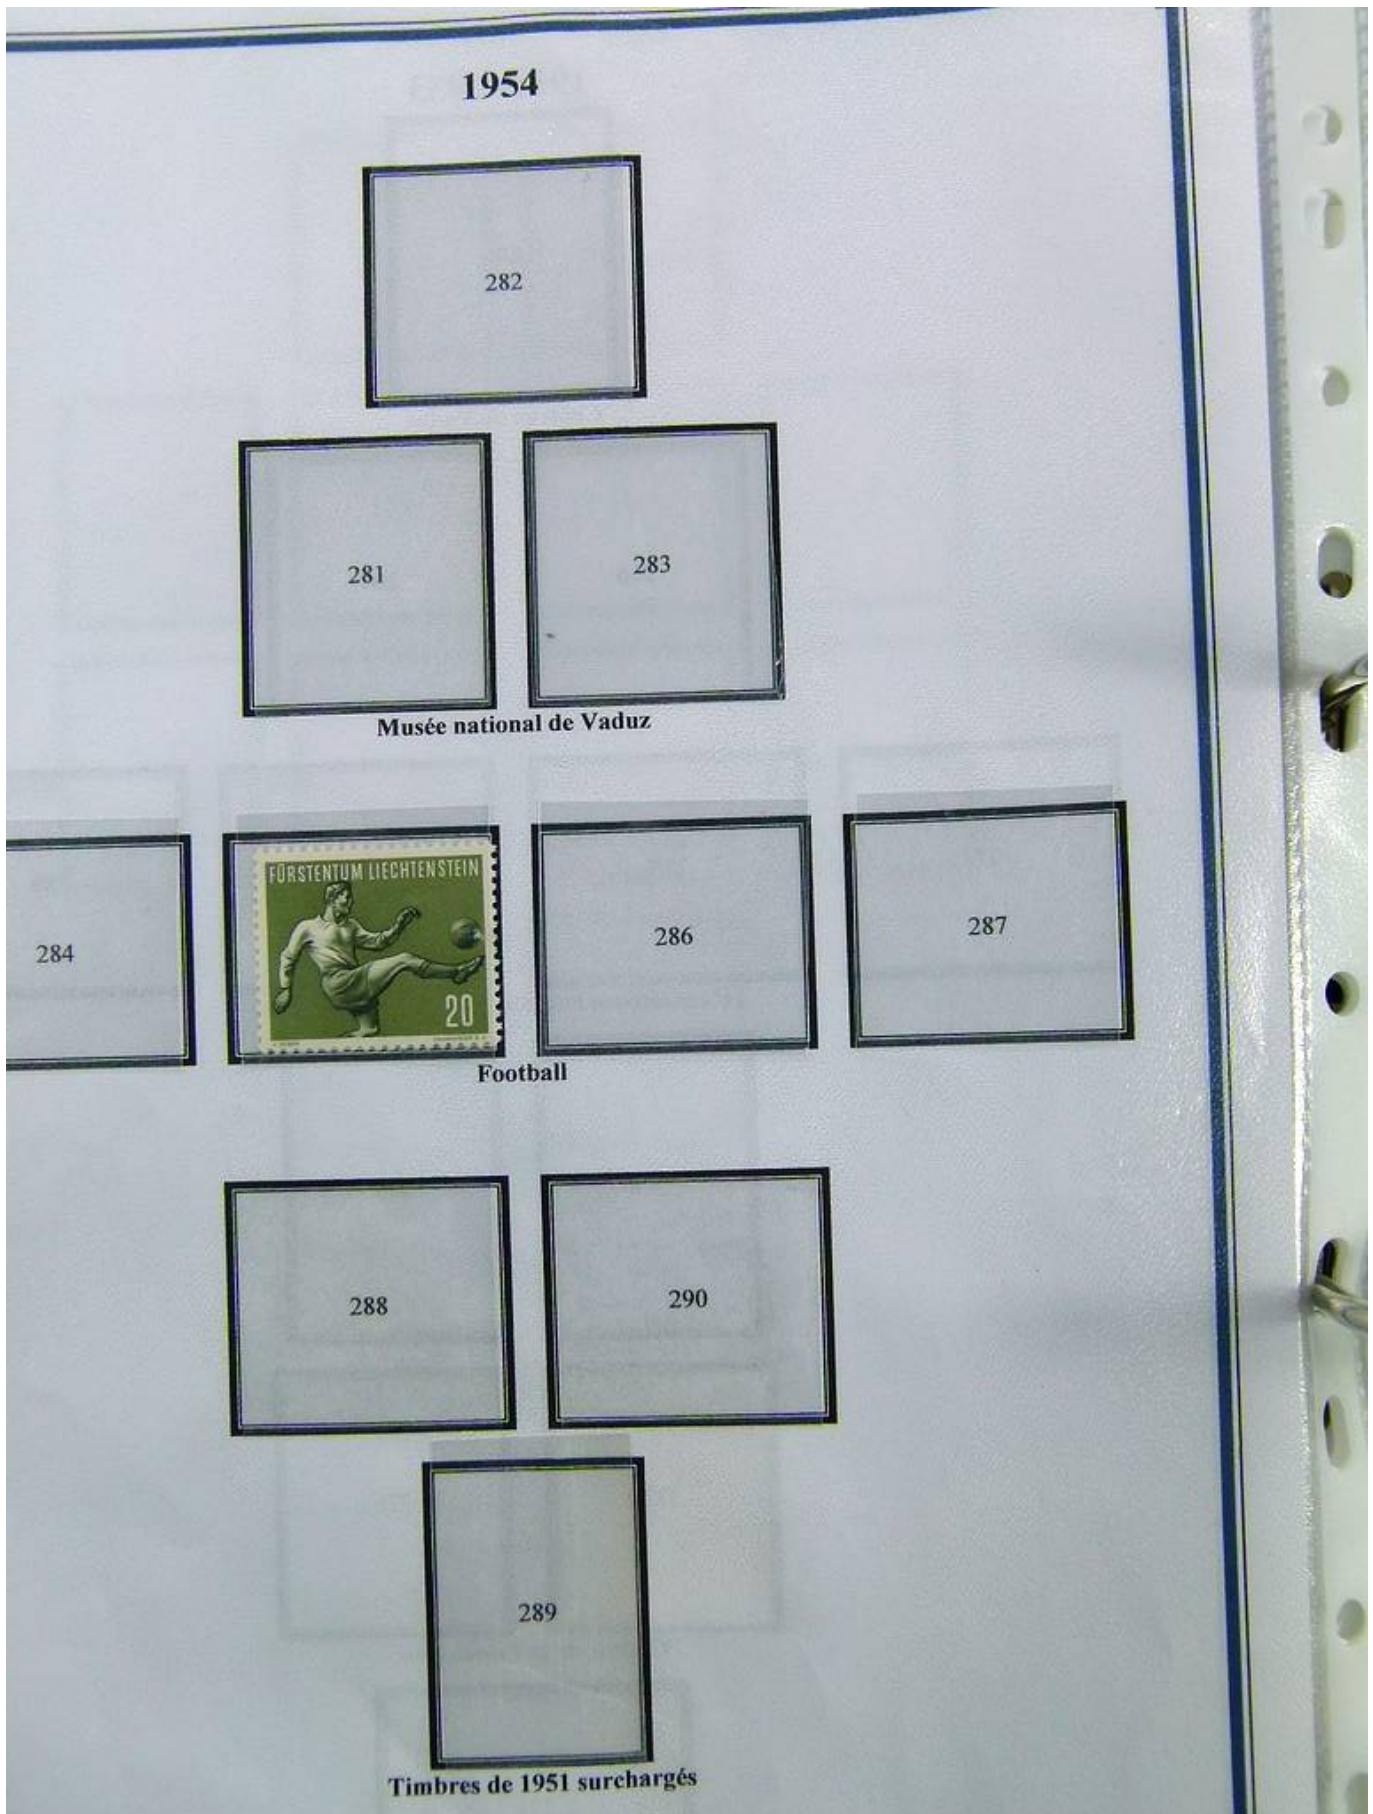 1954
282
281
283
Musée national de Vaduz
284
FÜRSTENTUM LIECHTENSTEIN
20
286
287
Football
288
290
289
Timbres de 1951 surchargés